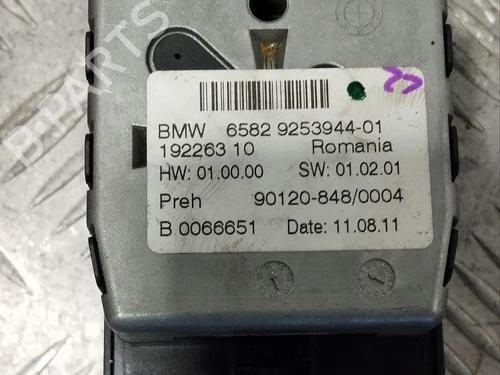 B-PARTS
22
BMW 6582 9253944-01
192263 10 Romania
HW: 01.00.00 SW: 01.02.01
Preh 90120-848/0004
B 0066651 Date: 11.08.11